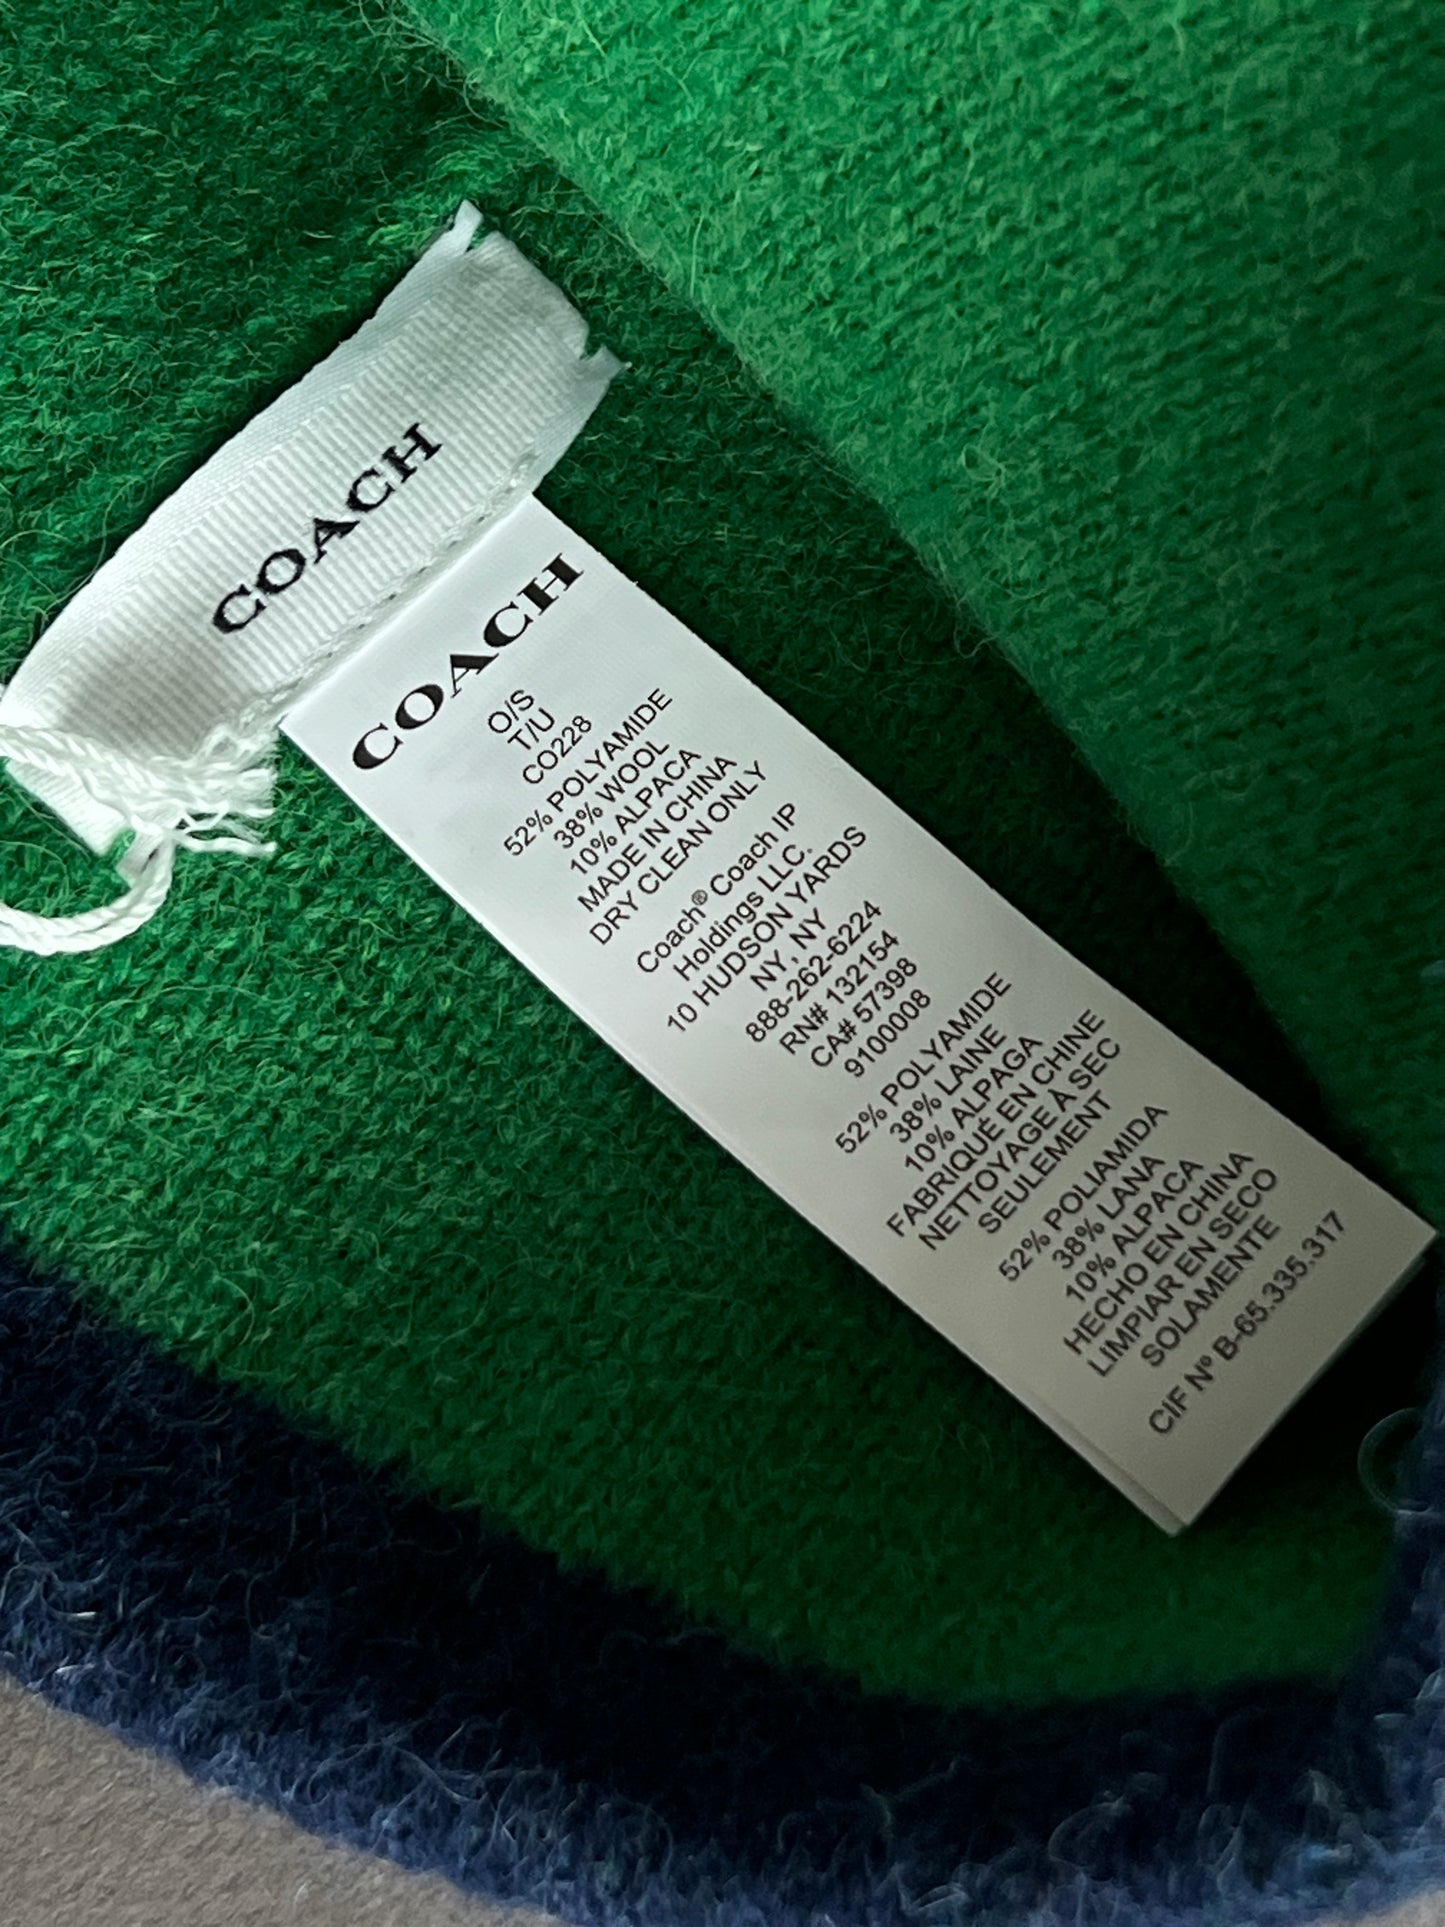 COACH
COACH
O/S
T/U
CO228
52% POLYAMIDE
38% WOOL
10% ALPACA
MADE IN CHINA
DRY CLEAN ONLY
Coach® Coach IP
Holdings LLC.
10 HUDSON YARDS
NY, NY
888-262-6224
RN# 132154
CA# 57398
9100008
52% POLYAMIDE
38% LAINE
10% ALPAGA
FABRIQUÉ EN CHINE
NETTOYAGE À SEC
SEULEMENT
52% POLIAMIDA
38% LANA
10% ALPACA
HECHO EN CHINA
LIMPIAR EN SECO
SOLAMENTE
CIF Nº B-65.335.317